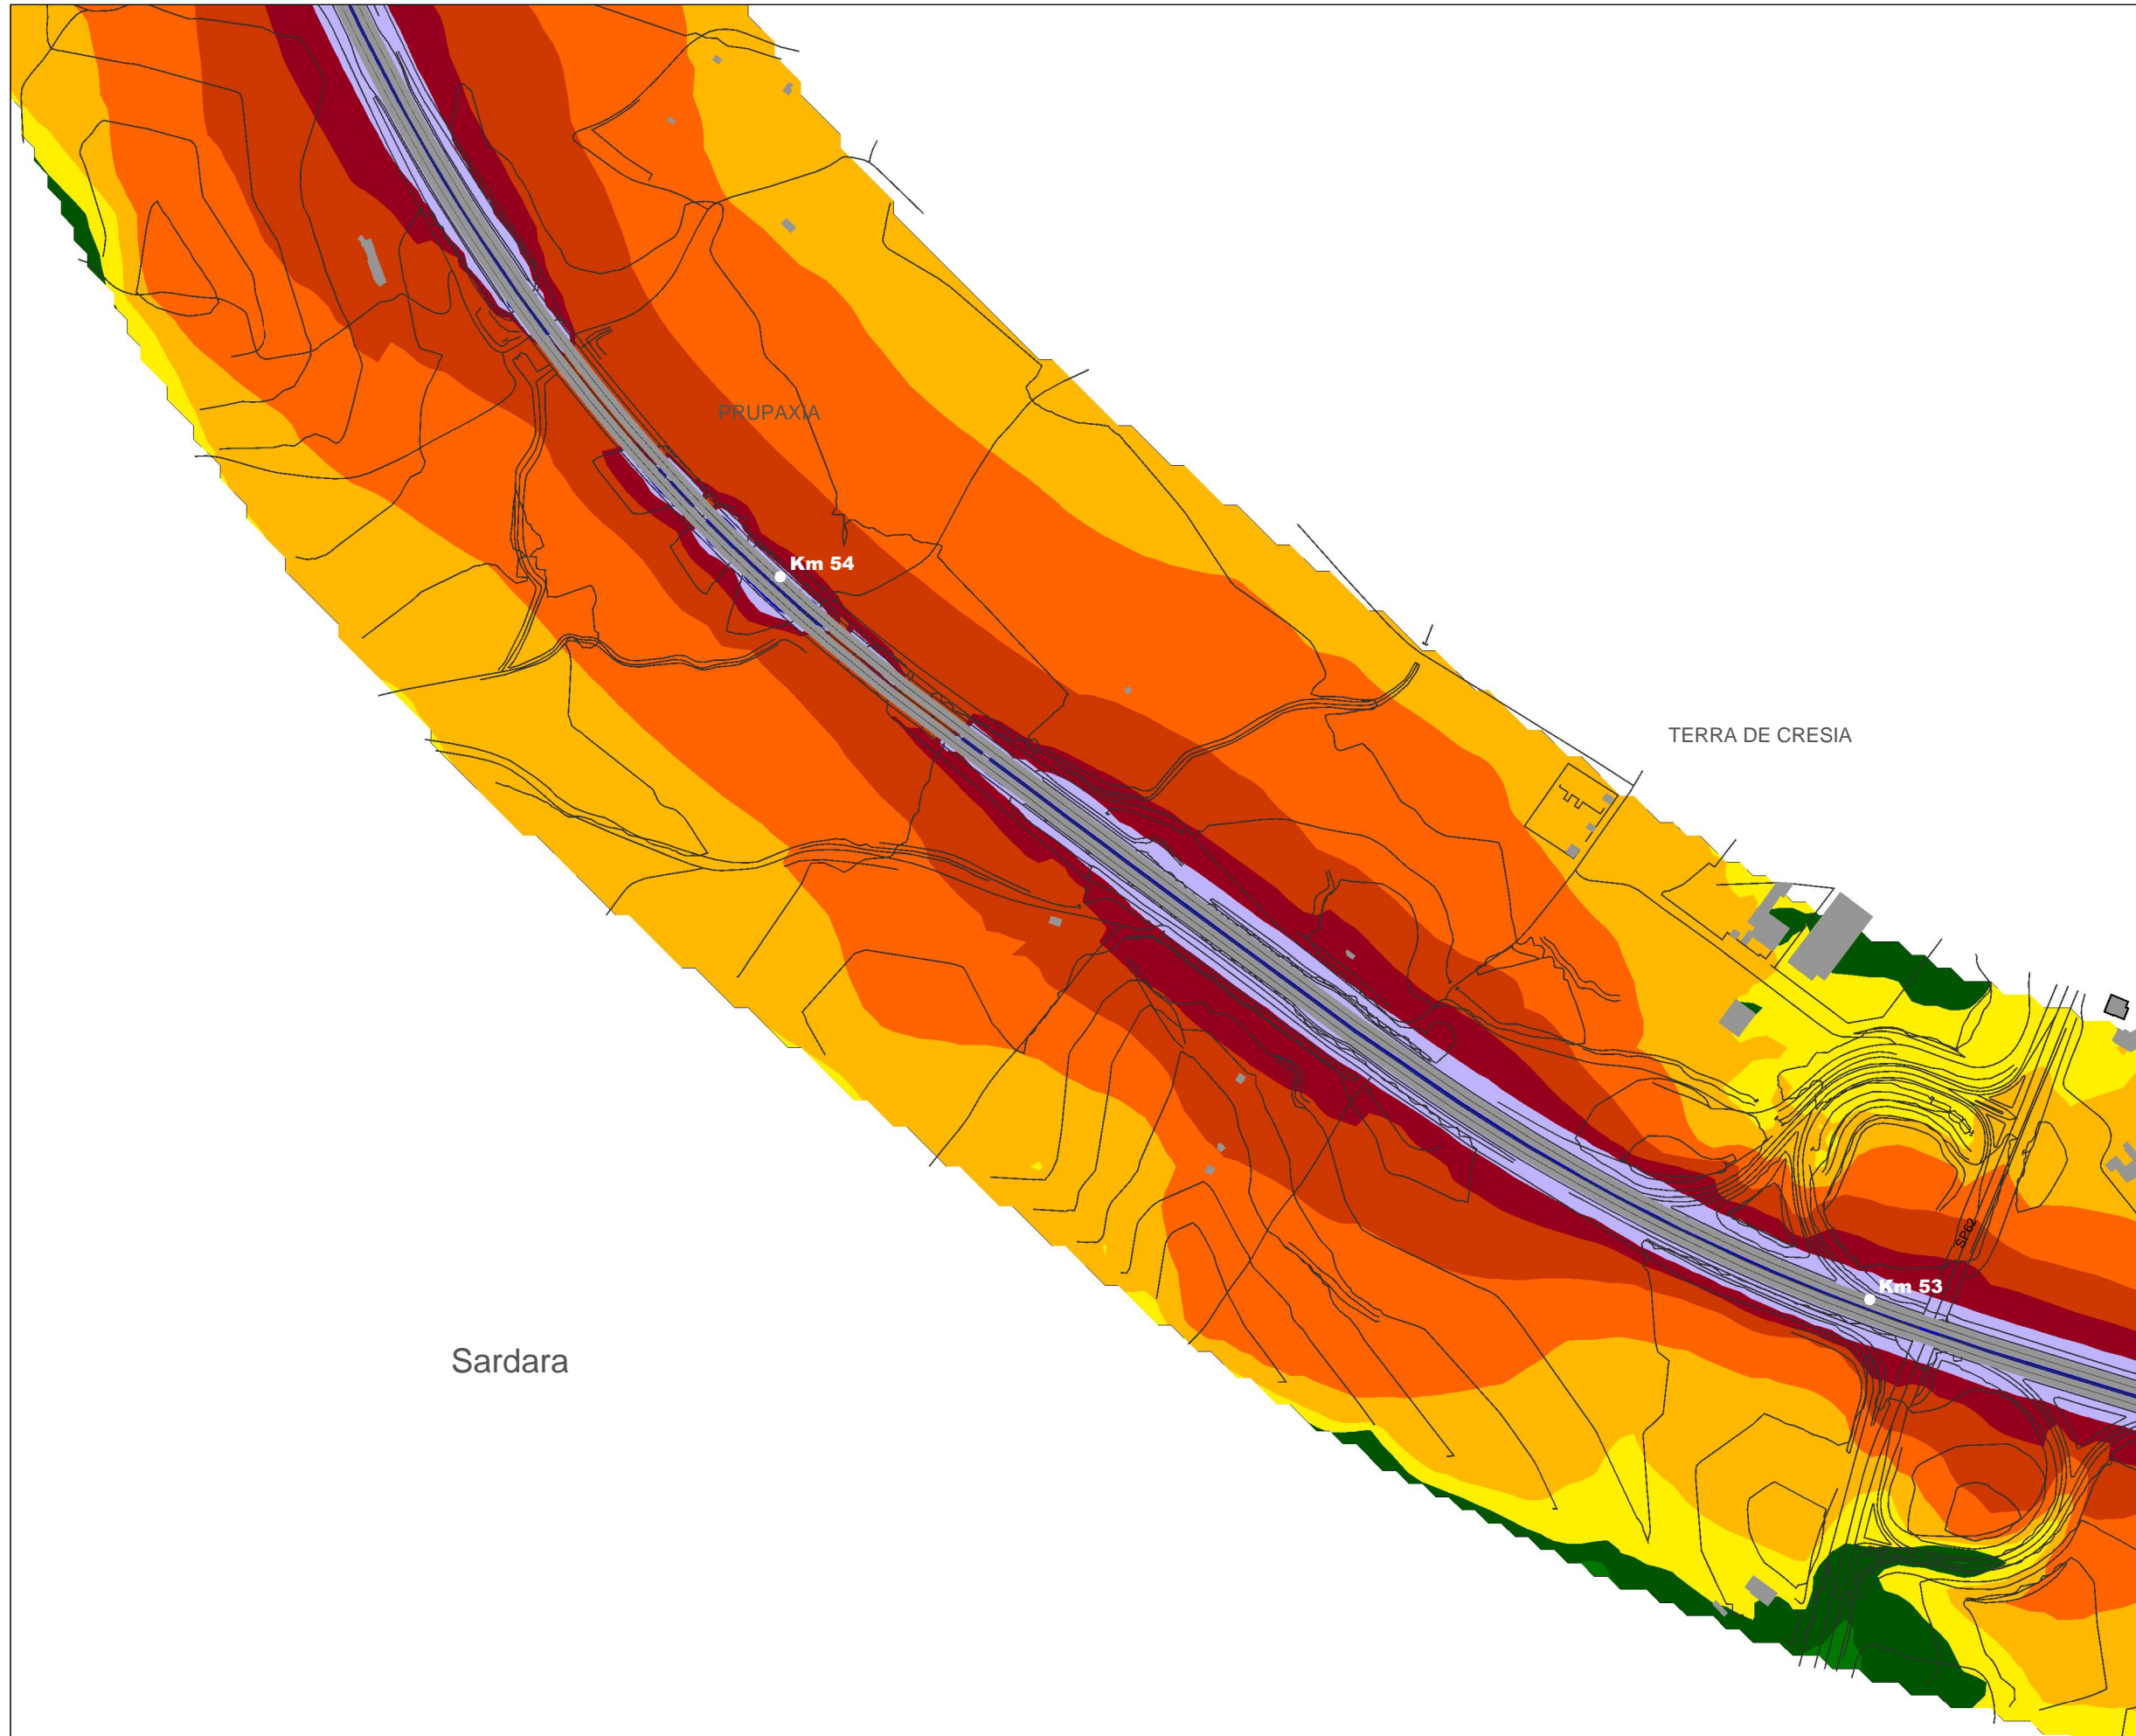 PRUPAXIA
Km 54
TERRA DE CRESIA
SP62
Km 53
Sardara